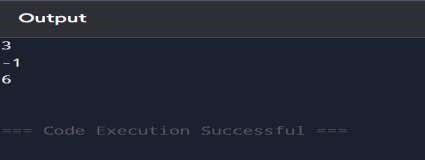 Output
3
-1
6
=== Code Execution Successful ===